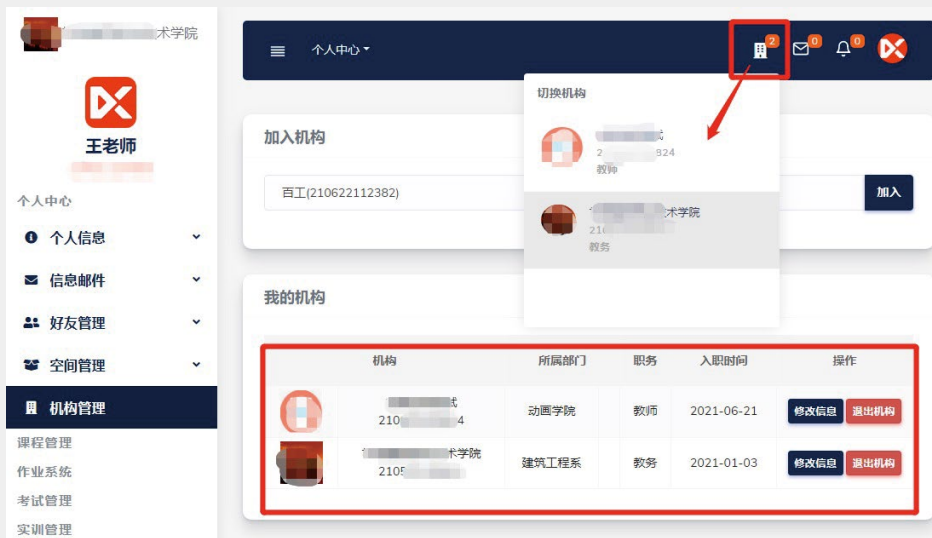 术学院
王老师
个人中心
个人信息
信息邮件
好友管理
空间管理
机构管理
课程管理
作业系统
考试管理
实训管理
个人中心
2
0
0
切换机构
试
2 824
教师
术学院
210
教务
加入机构
百工(210622112382)
加入
我的机构
机构 所属部门 职务 入职时间 操作
试
210 4
动画学院 教师 2021-06-21 修改信息 退出机构
术学院
2105
建筑工程系 教务 2021-01-03 修改信息 退出机构